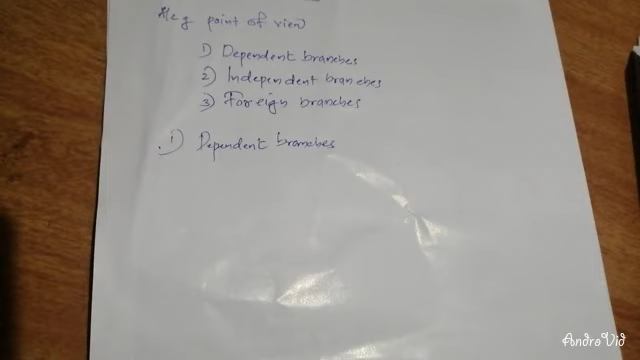 A/c g point of view
1) Dependent branches
2) Independent branches
3) Foreign branches
1) Dependent branches
AndroVid